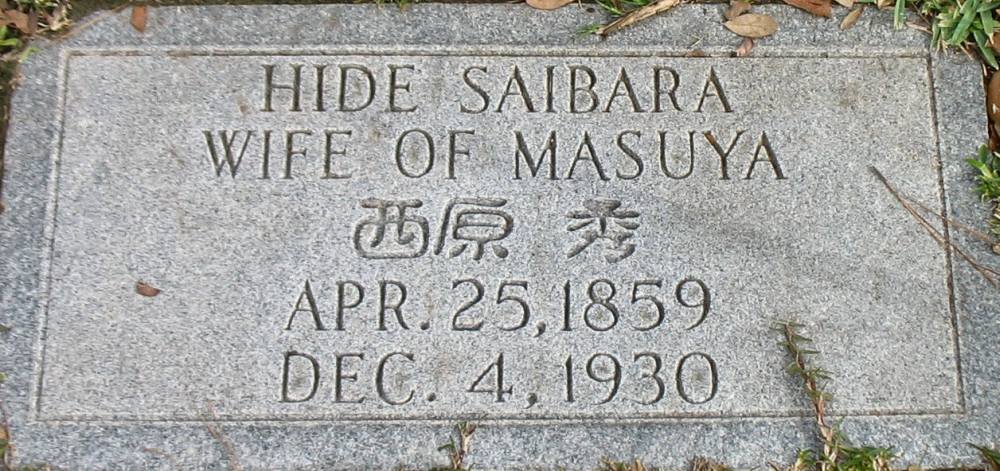 HIDE SAIBARA
WIFE OF MASUYA
西原 秀
APR. 25, 1859
DEC. 4, 1930